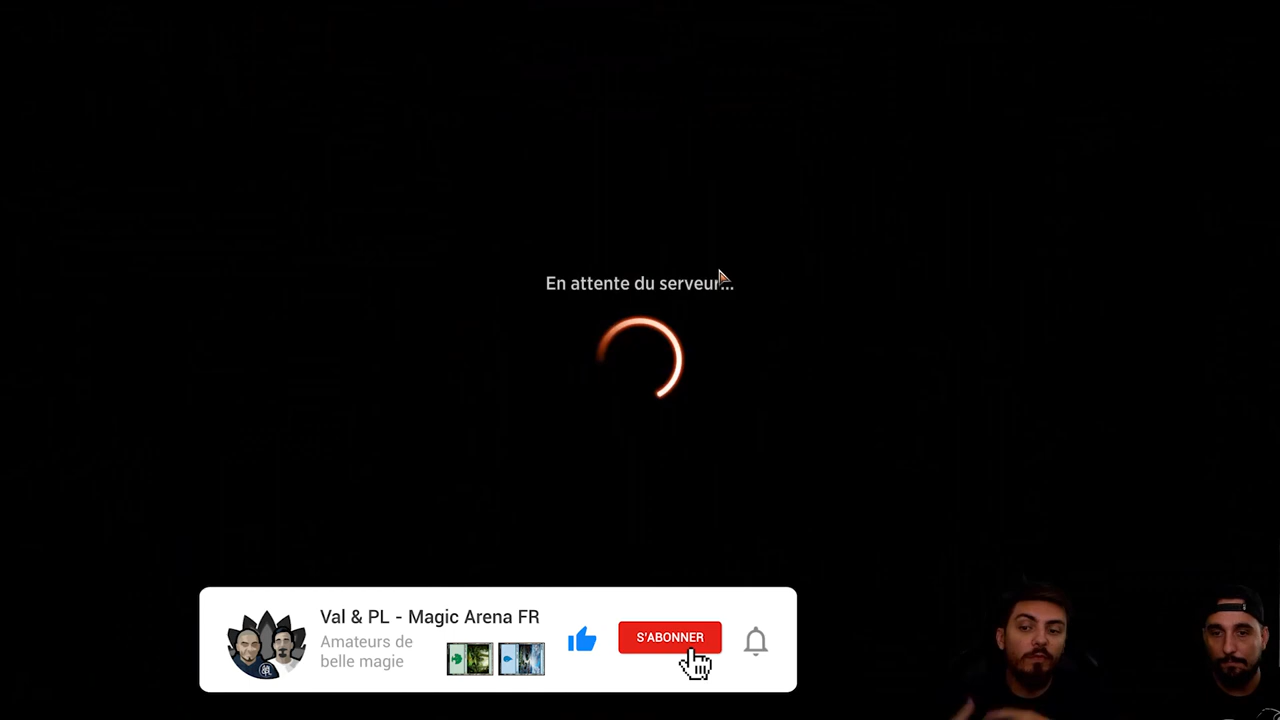 En attente du serveur...
Val & PL - Magic Arena FR
Amateurs de
belle magie
S'ABONNER